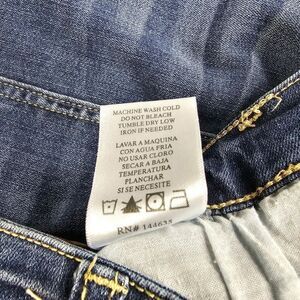 MACHINE WASH COLD
DO NOT BLEACH
TUMBLE DRY LOW
IRON IF NEEDED
LAVAR A MAQUINA
CON AGUA FRIA
NO USAR CLORO
SECAR A BAJA
TEMPERATURA
PLANCHAR
SI SE NECESITE
RN# 144635